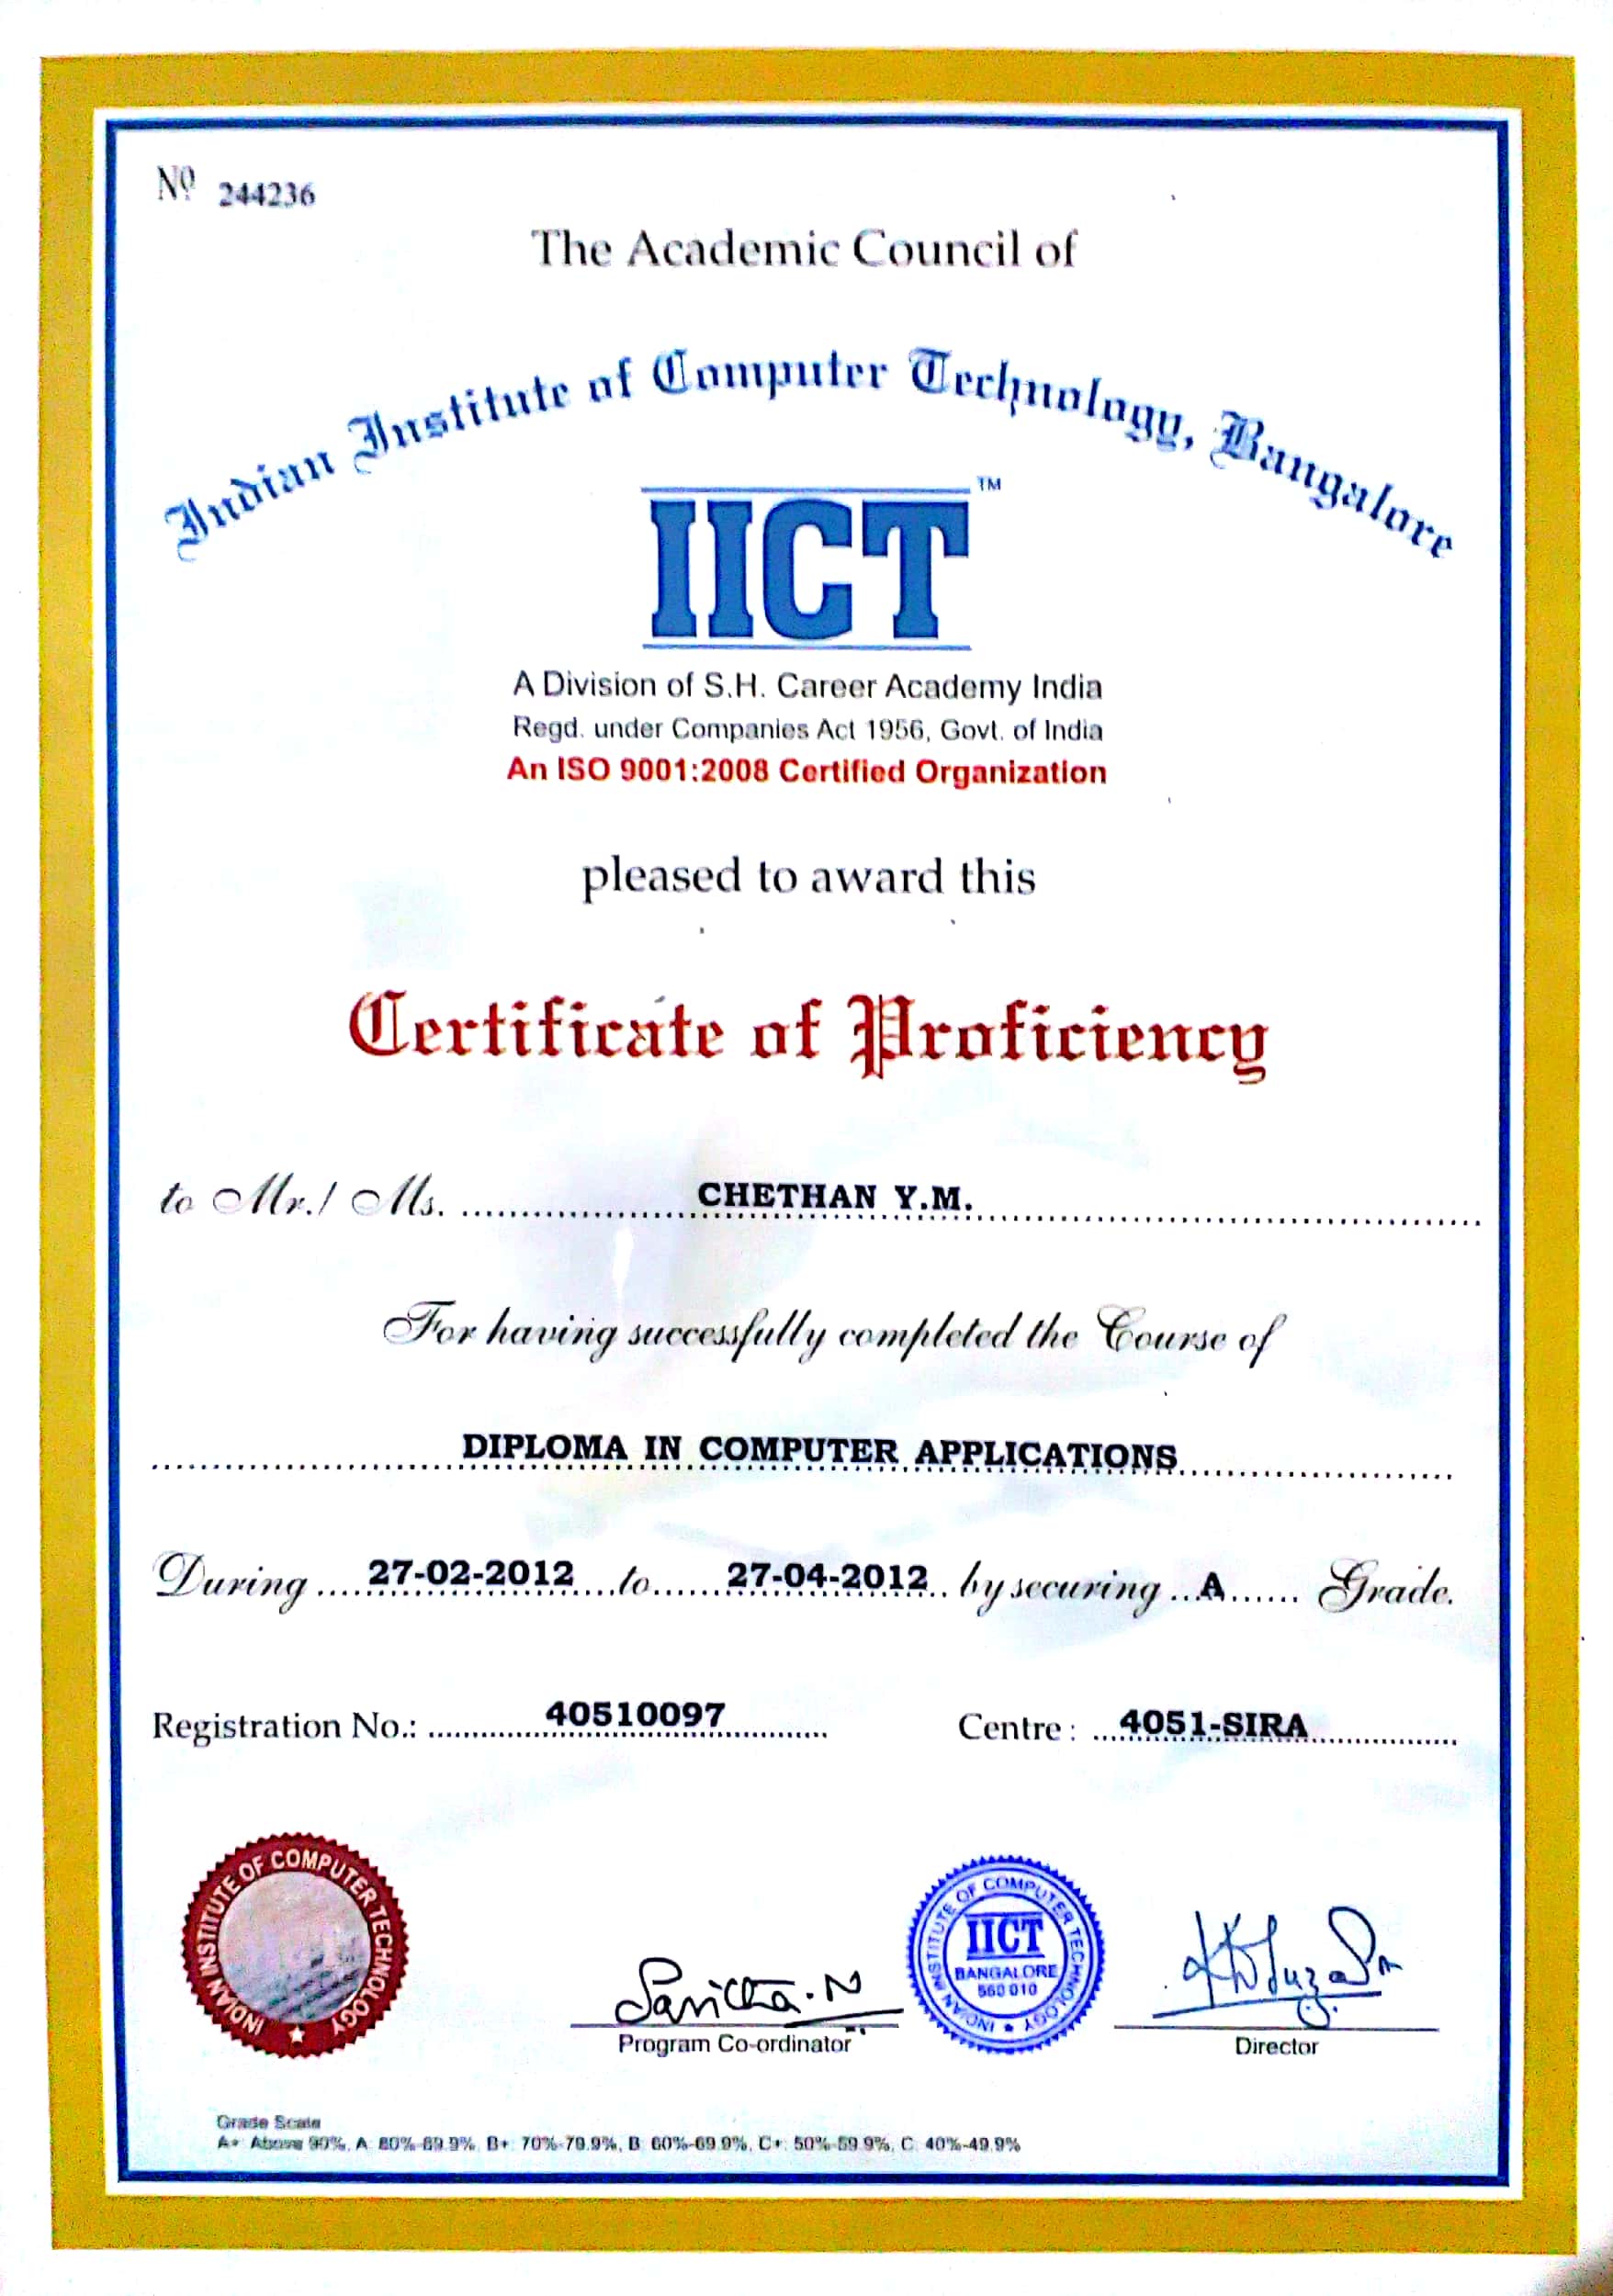 Nº 244236
The Academic Council of
Indian Institute of Computer Technology, Bangalore
IICT™
A Division of S.H. Career Academy India
Regd. under Companies Act 1956, Govt. of India
An ISO 9001:2008 Certified Organization
pleased to award this
Certificate of Proficiency
to Mr./ Ms. CHETHAN Y.M.
For having successfully completed the Course of
DIPLOMA IN COMPUTER APPLICATIONS
During 27-02-2012 to 27-04-2012 by securing A Grade.
Registration No.: 40510097 Centre : 4051-SIRA
INDIAN INSTITUTE OF COMPUTER TECHNOLOGY
Savitha.N
INDIAN INSTITUTE OF COMPUTER TECHNOLOGY
IICT
BANGALORE
560 010
Program Co-ordinator Director
Grade Scale
A+ Above 90%, A 80%-89.9%, B+ 70%-79.9%, B 60%-69.9%, C+ 50%-59.9%, C 40%-49.9%